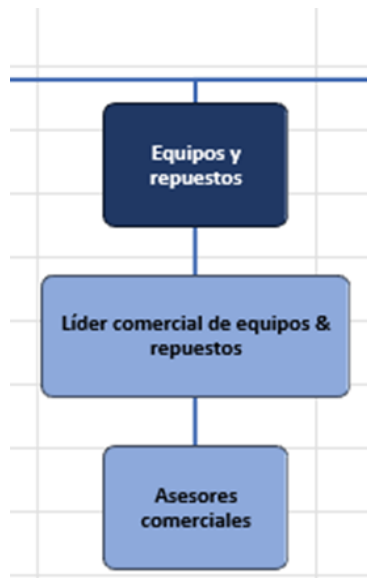 Equipos y
repuestos
Líder comercial de equipos &
repuestos
Asesores
comerciales